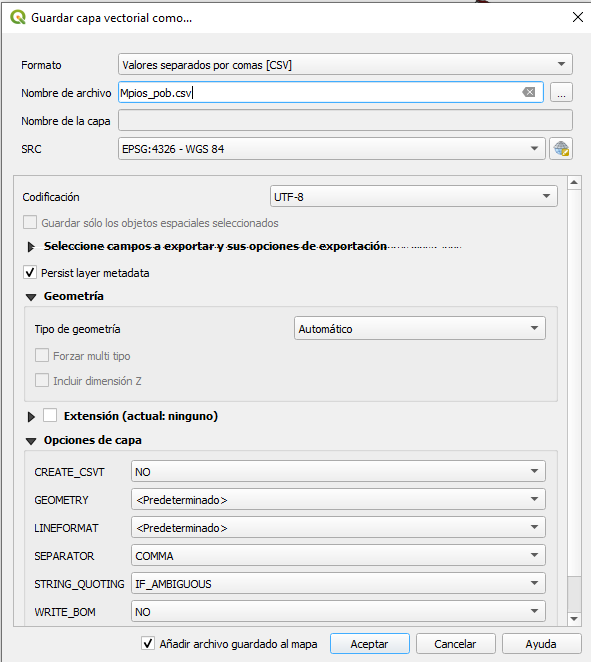 Guardar capa vectorial como...
Formato Valores separados por comas [CSV]
Nombre de archivo Mpios_pob.csv ...
Nombre de la capa
SRC EPSG:4326 - WGS 84
Codificación UTF-8
Guardar sólo los objetos espaciales seleccionados
Seleccione campos a exportar y sus opciones de exportación
Persist layer metadata
Geometría
Tipo de geometría Automático
Forzar multi tipo
Incluir dimensión Z
Extensión (actual: ninguno)
Opciones de capa
CREATE_CSVT NO
GEOMETRY <Predeterminado>
LINEFORMAT <Predeterminado>
SEPARATOR COMMA
STRING_QUOTING IF_AMBIGUOUS
WRITE_BOM NO
Añadir archivo guardado al mapa Aceptar Cancelar Ayuda